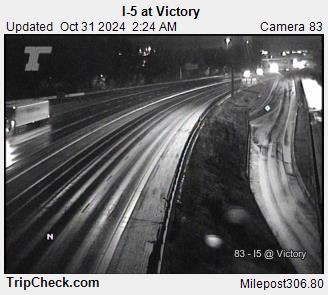 I-5 at Victory
Updated Oct 31 2024 2:24 AM Camera 83
T
N
83 - I5 @ Victory
TripCheck.com Milepost306.80